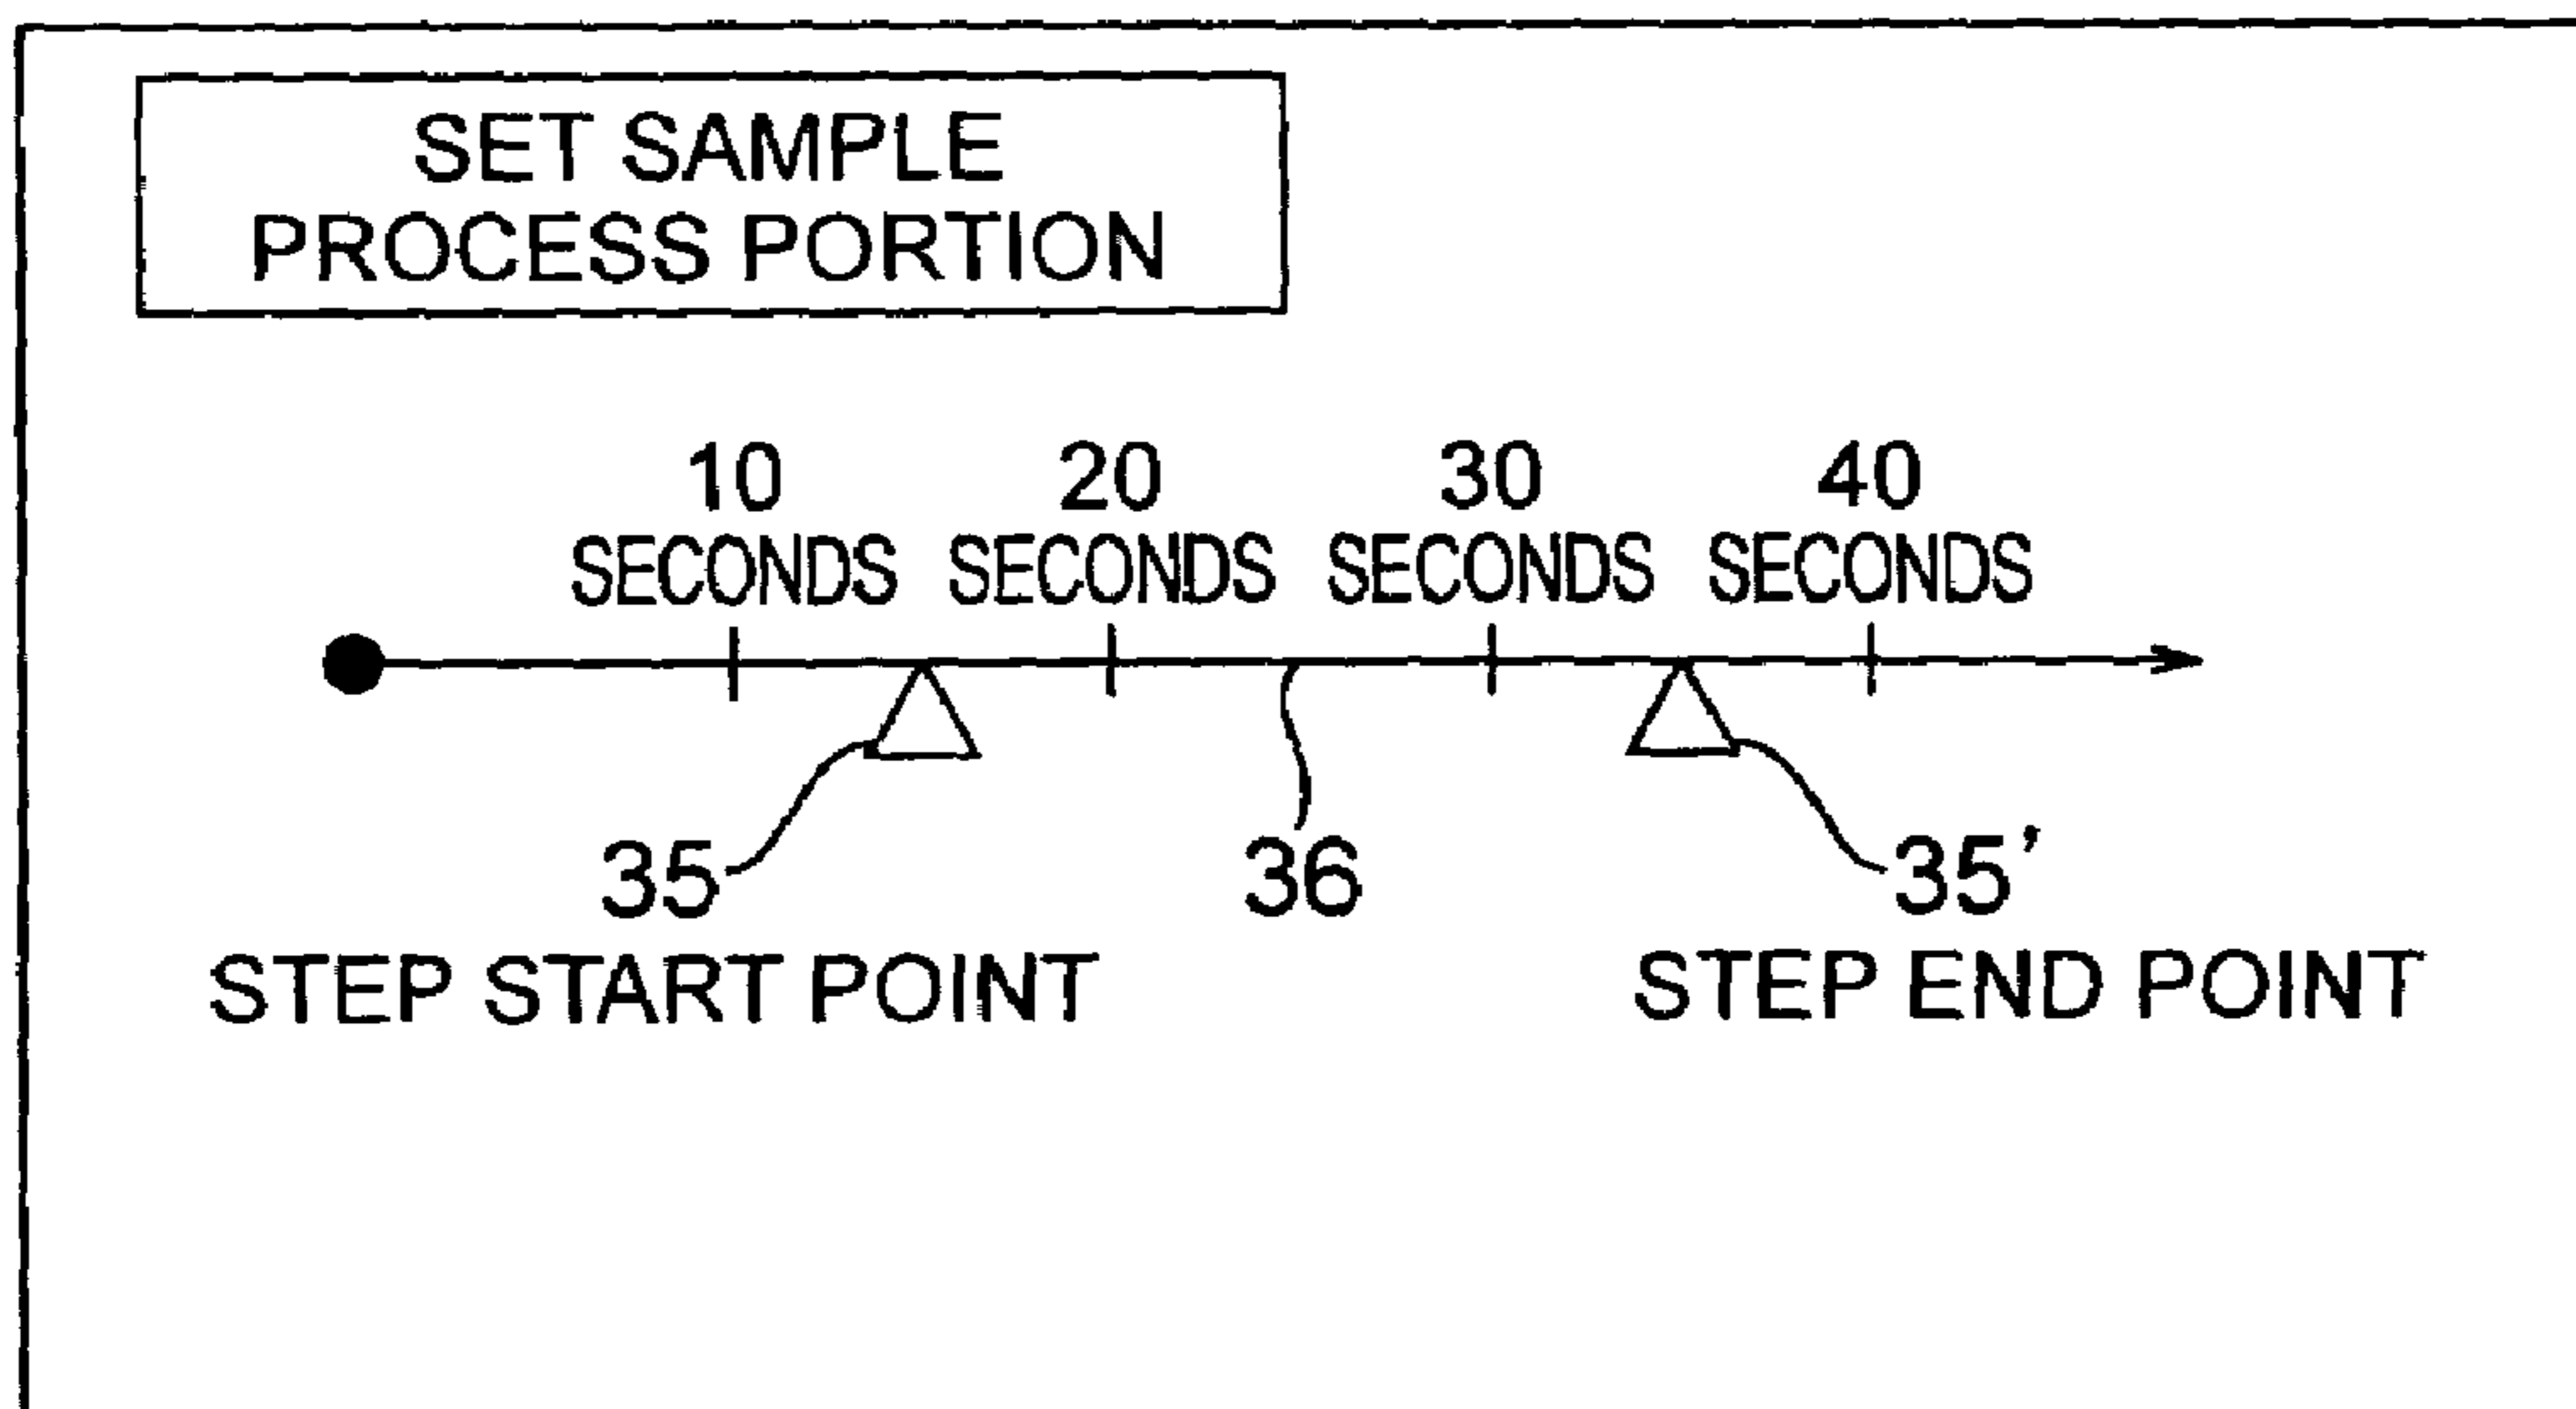 SET SAMPLE
PROCESS PORTION
10 20 30 40
SECONDS SECONDS SECONDS SECONDS
35 36 35'
STEP START POINT STEP END POINT